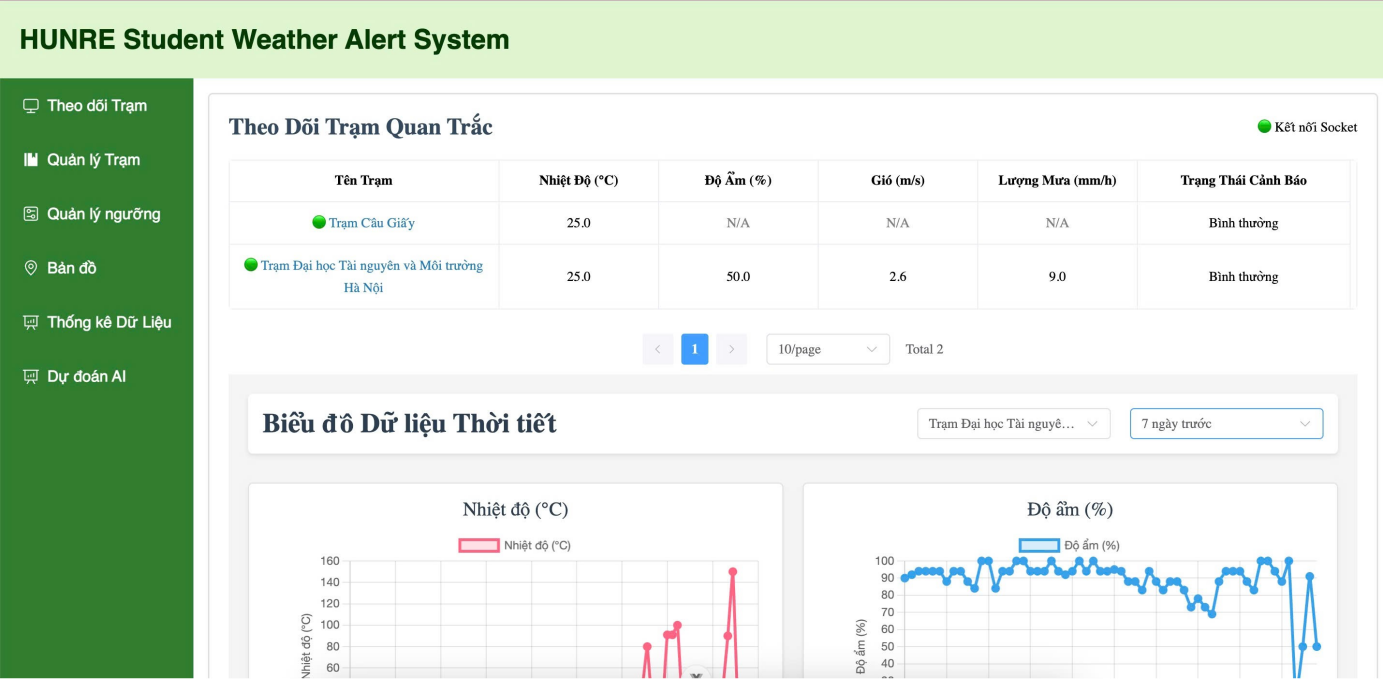 HUNRE Student Weather Alert System
Theo dõi Trạm
Quản lý Trạm
Quản lý ngưỡng
Bản đồ
Thống kê Dữ Liệu
Dự đoán AI
Theo Dõi Trạm Quan Trắc
Kết nối Socket
Tên Trạm Nhiệt Độ (°C) Độ Ẩm (%) Gió (m/s) Lượng Mưa (mm/h) Trạng Thái Cảnh Báo
Trạm Cầu Giấy 25.0 N/A N/A N/A Bình thường
Trạm Đại học Tài nguyên và Môi trường
Hà Nội 25.0 50.0 2.6 9.0 Bình thường
1 10/page Total 2
Biểu đồ Dữ liệu Thời tiết
Trạm Đại học Tài nguyê... 7 ngày trước
Nhiệt độ (°C)
Nhiệt độ (°C)
160
140
120
100
80
60
Nhiệt độ (°C)
Độ ẩm (%)
Độ ẩm (%)
100
90
80
70
60
50
40
Độ ẩm (%)